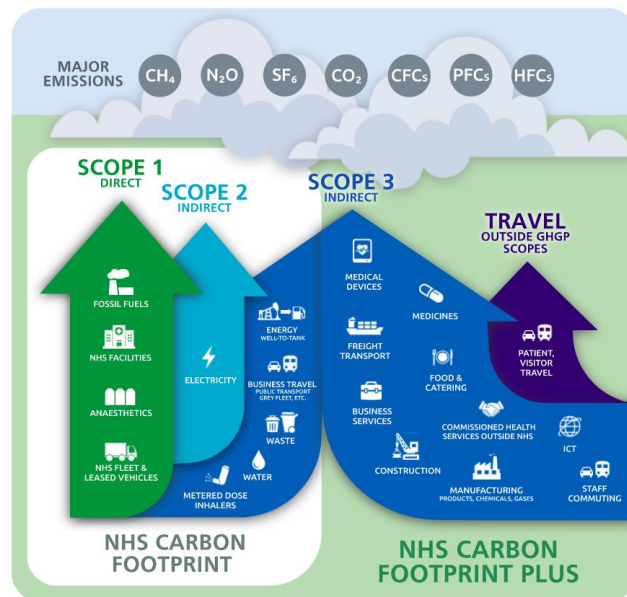 MAJOR
EMISSIONS
CH₄
N₂O
SF₆
CO₂
CFCs
PFCs
HFCs
SCOPE 1
DIRECT
SCOPE 2
INDIRECT
SCOPE 3
INDIRECT
TRAVEL
OUTSIDE GHGP
SCOPES
FOSSIL FUELS
NHS FACILITIES
ANAESTHETICS
NHS FLEET &
LEASED VEHICLES
ELECTRICITY
ENERGY
WELL-TO-TANK
BUSINESS TRAVEL
PUBLIC TRANSPORT
GREY FLEET, ETC.
WASTE
WATER
METERED DOSE
INHALERS
MEDICAL
DEVICES
MEDICINES
FREIGHT
TRANSPORT
FOOD &
CATERING
BUSINESS
SERVICES
COMMISSIONED HEALTH
SERVICES OUTSIDE NHS
CONSTRUCTION
MANUFACTURING
PRODUCTS, CHEMICALS, GASES
ICT
STAFF
COMMUTING
PATIENT,
VISITOR
TRAVEL
NHS CARBON
FOOTPRINT
NHS CARBON
FOOTPRINT PLUS